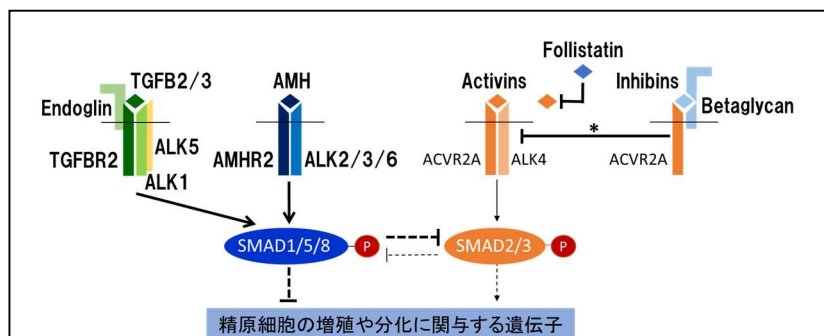 Follistatin
TGFB2/3
AMH
Activins
Inhibins
Endoglin
Betaglycan
*
ALK5
TGFBR2
AMHR2
ALK2/3/6
ACVR2A
ALK4
ACVR2A
ALK1
SMAD1/5/8
P
SMAD2/3
P
精原細胞の増殖や分化に関与する遺伝子